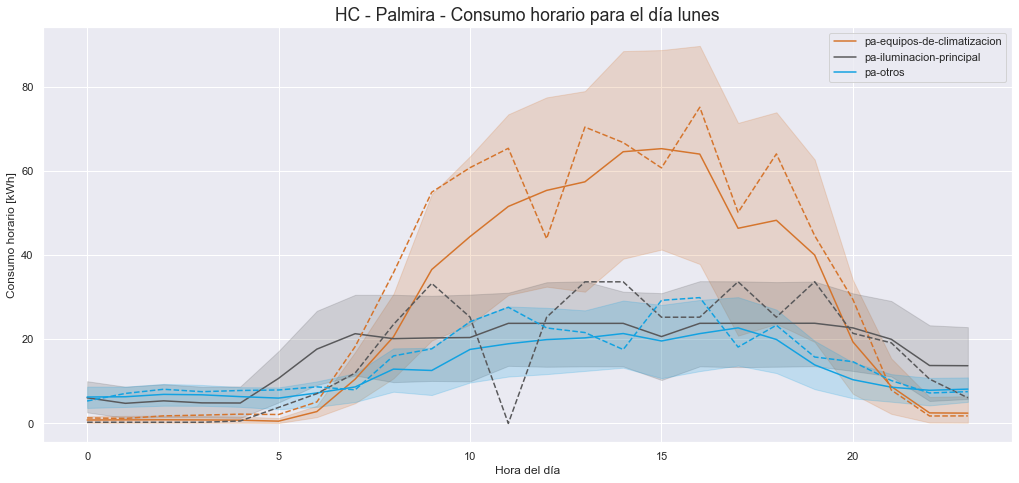 HC - Palmira - Consumo horario para el día lunes
pa-equipos-de-climatizacion
pa-iluminacion-principal
pa-otros
Consumo horario [kWh]
80
60
40
20
0
0 5 10 15 20
Hora del día